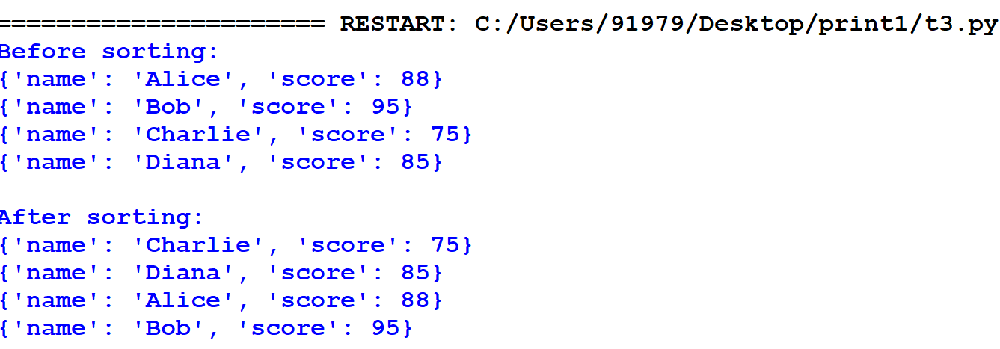 ====================== RESTART: C:/Users/91979/Desktop/print1/t3.py
Before sorting:
{'name': 'Alice', 'score': 88}
{'name': 'Bob', 'score': 95}
{'name': 'Charlie', 'score': 75}
{'name': 'Diana', 'score': 85}

After sorting:
{'name': 'Charlie', 'score': 75}
{'name': 'Diana', 'score': 85}
{'name': 'Alice', 'score': 88}
{'name': 'Bob', 'score': 95}